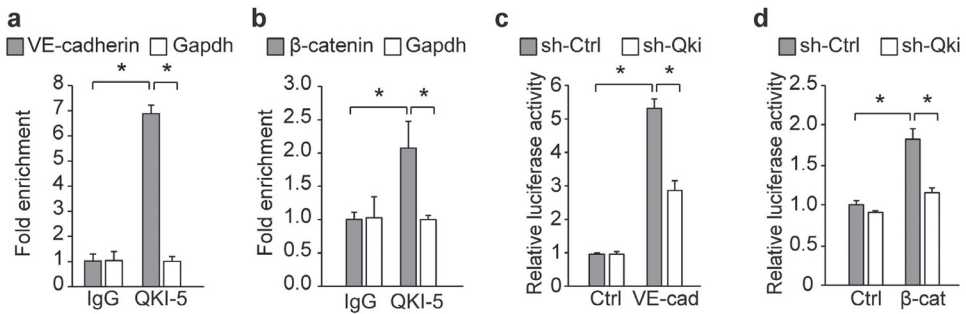 a
VE-cadherin Gapdh
* *
Fold enrichment
8
7
6
5
4
3
2
1
0
IgG QKI-5
b
β-catenin Gapdh
* *
Fold enrichment
3.0
2.5
2.0
1.5
1.0
0.5
0.0
IgG QKI-5
c
sh-Ctrl sh-Qki
* *
Relative luciferase activity
6
5
4
3
2
1
0
Ctrl VE-cad
d
sh-Ctrl sh-Qki
* *
Relative luciferase activity
2.5
2.0
1.5
1.0
0.5
0.0
Ctrl β-cat